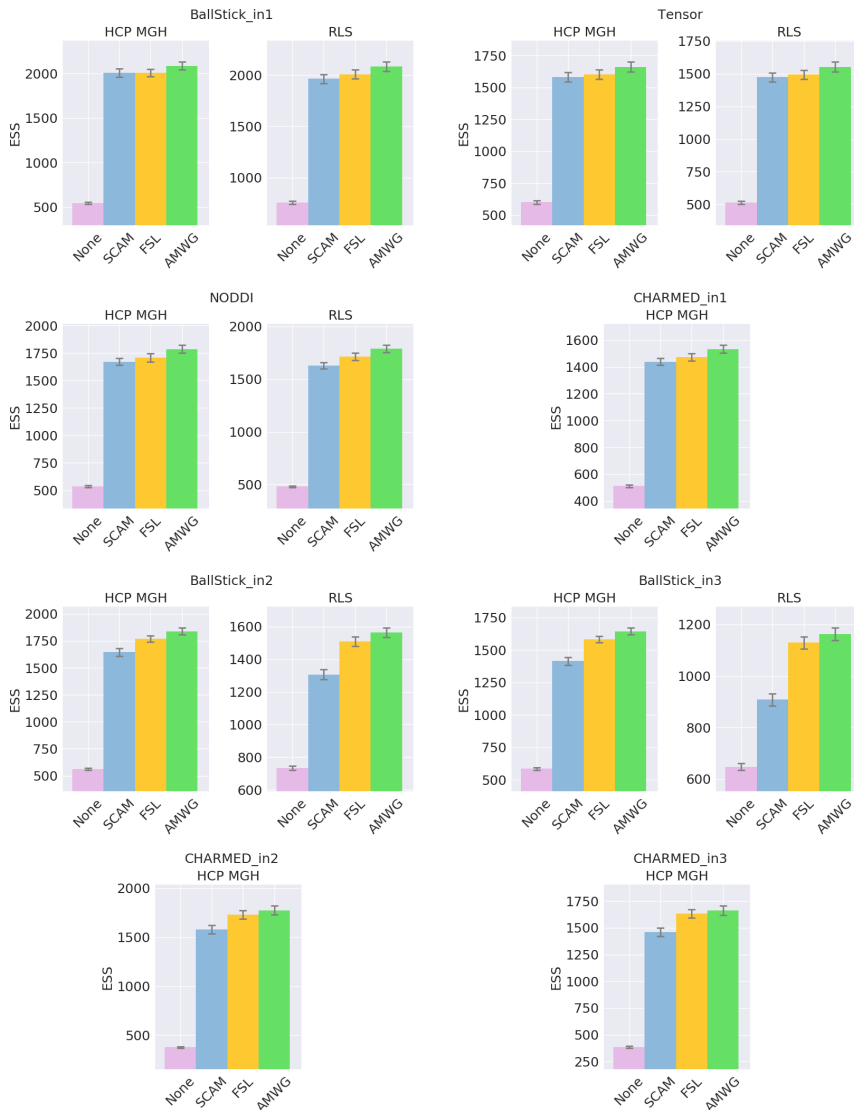 BallStick_in1
HCP MGH
ESS
2000
1500
1000
500
None
SCAM
FSL
AMWG
RLS
2000
1500
1000
None
SCAM
FSL
AMWG
Tensor
HCP MGH
1750
1500
1250
1000
750
500
None
SCAM
FSL
AMWG
RLS
1750
1500
1250
1000
750
500
None
SCAM
FSL
AMWG
NODDI
HCP MGH
ESS
2000
1750
1500
1250
1000
750
500
None
SCAM
FSL
AMWG
RLS
2000
1500
1000
500
None
SCAM
FSL
AMWG
CHARMED_in1
HCP MGH
ESS
1600
1400
1200
1000
800
600
400
None
SCAM
FSL
AMWG
BallStick_in2
HCP MGH
ESS
2000
1750
1500
1250
1000
750
500
None
SCAM
FSL
AMWG
RLS
1600
1400
1200
1000
800
600
None
SCAM
FSL
AMWG
BallStick_in3
HCP MGH
ESS
1750
1500
1250
1000
750
500
None
SCAM
FSL
AMWG
RLS
1200
1000
800
600
None
SCAM
FSL
AMWG
CHARMED_in2
HCP MGH
ESS
2000
1500
1000
500
None
SCAM
FSL
AMWG
CHARMED_in3
HCP MGH
ESS
1750
1500
1250
1000
750
500
250
None
SCAM
FSL
AMWG